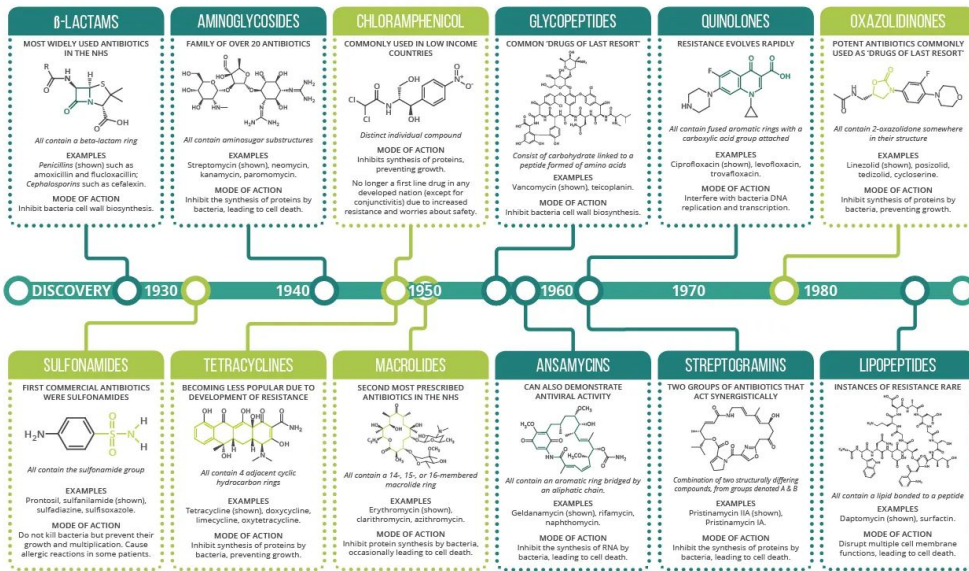 β-LACTAMS
MOST WIDELY USED ANTIBIOTICS
IN THE NHS
R
H
N
H
S
O
O
N
O
OH
All contain a beta-lactam ring
EXAMPLES
Penicillins (shown) such as
amoxicillin and flucloxacillin;
Cephalosporins such as cefalexin.
MODE OF ACTION
Inhibit bacteria cell wall biosynthesis.
AMINOGLYCOSIDES
FAMILY OF OVER 20 ANTIBIOTICS
All contain aminosugar substructures
EXAMPLES
Streptomycin (shown), neomycin,
kanamycin, paromomycin.
MODE OF ACTION
Inhibit the synthesis of proteins by
bacteria, leading to cell death.
CHLORAMPHENICOL
COMMONLY USED IN LOW INCOME
COUNTRIES
Distinct individual compound
MODE OF ACTION
Inhibits synthesis of proteins,
preventing growth.
No longer a first line drug in any
developed nation (except for
conjunctivitis) due to increased
resistance and worries about safety.
GLYCOPEPTIDES
COMMON 'DRUGS OF LAST RESORT'
Consist of carbohydrate linked to a
peptide formed of amino acids
EXAMPLES
Vancomycin (shown), teicoplanin.
MODE OF ACTION
Inhibit bacteria cell wall biosynthesis.
QUINOLONES
RESISTANCE EVOLVES RAPIDLY
All contain fused aromatic rings with a
carboxylic acid group attached
EXAMPLES
Ciprofloxacin (shown), levofloxacin,
trovafloxacin.
MODE OF ACTION
Interfere with bacteria DNA
replication and transcription.
OXAZOLIDINONES
POTENT ANTIBIOTICS COMMONLY
USED AS 'DRUGS OF LAST RESORT'
All contain 2-oxazolidone somewhere
in their structure
EXAMPLES
Linezolid (shown), posizolid,
tedizolid, cycloserine.
MODE OF ACTION
Inhibit synthesis of proteins by
bacteria, preventing growth.
DISCOVERY 1930 1940 1950 1960 1970 1980
SULFONAMIDES
FIRST COMMERCIAL ANTIBIOTICS
WERE SULFONAMIDES
All contain the sulfonamide group
EXAMPLES
Prontosil, sulfanilamide (shown),
sulfadiazine, sulfisoxazole.
MODE OF ACTION
Do not kill bacteria but prevent their
growth and multiplication. Cause
allergic reactions in some patients.
TETRACYCLINES
BECOMING LESS POPULAR DUE TO
DEVELOPMENT OF RESISTANCE
All contain 4 adjacent cyclic
hydrocarbon rings
EXAMPLES
Tetracycline (shown), doxycycline,
limecycline, oxytetracycline.
MODE OF ACTION
Inhibit synthesis of proteins by
bacteria, preventing growth.
MACROLIDES
SECOND MOST PRESCRIBED
ANTIBIOTICS IN THE NHS
All contain a 14-, 15-, or 16-membered
macrolide ring
EXAMPLES
Erythromycin (shown),
clarithromycin, azithromycin.
MODE OF ACTION
Inhibit protein synthesis by bacteria,
occasionally leading to cell death.
ANSAMYCINS
CAN ALSO DEMONSTRATE
ANTIVIRAL ACTIVITY
All contain an aromatic ring bridged by
an aliphatic chain.
EXAMPLES
Geldanamycin (shown), rifamycin,
naphthomycin.
MODE OF ACTION
Inhibit the synthesis of RNA by
bacteria, leading to cell death.
STREPTOGRAMINS
TWO GROUPS OF ANTIBIOTICS THAT
ACT SYNERGISTICALLY
Combination of two structurally differing
compounds, from groups denoted A & B
EXAMPLES
Pristinamycin IIA (shown),
Pristinamycin IA.
MODE OF ACTION
Inhibit the synthesis of proteins by
bacteria, leading to cell death.
LIPOPEPTIDES
INSTANCES OF RESISTANCE RARE
All contain a lipid bonded to a peptide
EXAMPLES
Daptomycin (shown), surfactin.
MODE OF ACTION
Disrupt multiple cell membrane
functions, leading to cell death.